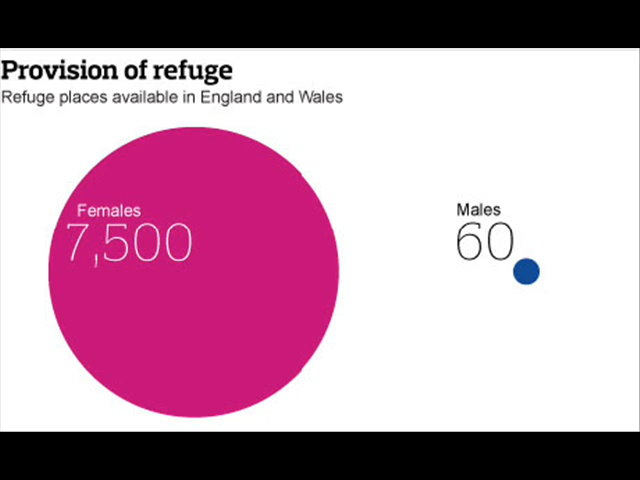 Provision of refuge
Refuge places available in England and Wales
Females
7,500
Males
60